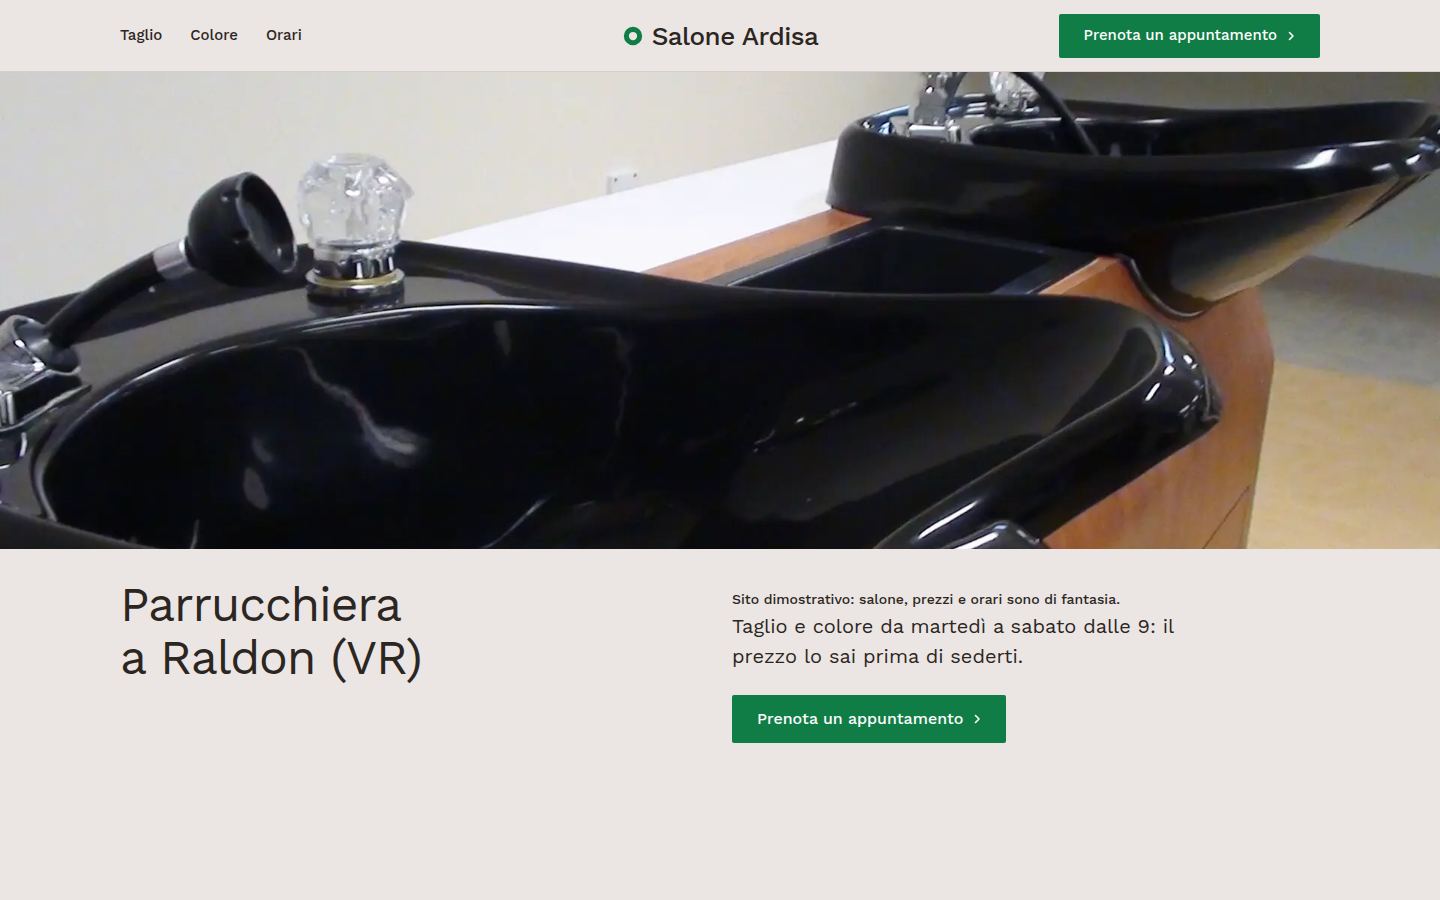 Taglio
Colore
Orari
Salone Ardisa
Prenota un appuntamento
Parrucchiera
a Raldon (VR)
Sito dimostrativo: salone, prezzi e orari sono di fantasia.
Taglio e colore da martedì a sabato dalle 9: il
prezzo lo sai prima di sederti.
Prenota un appuntamento